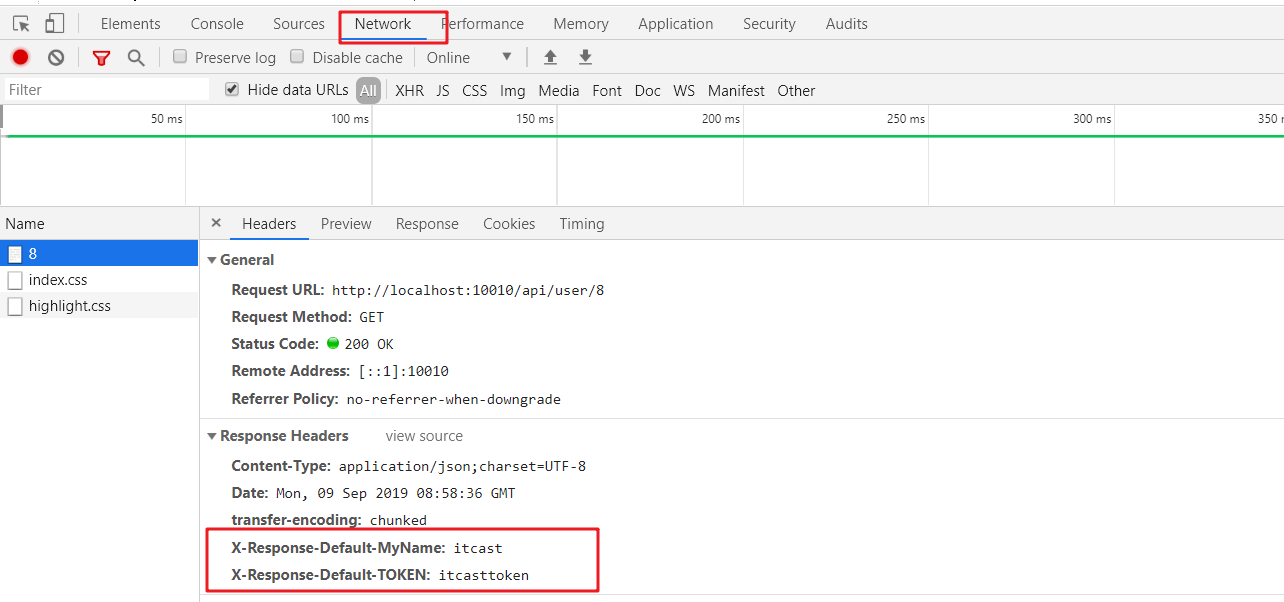 Elements Console Sources Network Performance Memory Application Security Audits
Preserve log Disable cache Online
Filter Hide data URLs All XHR JS CSS Img Media Font Doc WS Manifest Other
50 ms 100 ms 150 ms 200 ms 250 ms 300 ms 350
Name Headers Preview Response Cookies Timing
8
index.css
highlight.css
General
Request URL: http://localhost:10010/api/user/8
Request Method: GET
Status Code: 200 OK
Remote Address: [::1]:10010
Referrer Policy: no-referrer-when-downgrade
Response Headers view source
Content-Type: application/json;charset=UTF-8
Date: Mon, 09 Sep 2019 08:58:36 GMT
transfer-encoding: chunked
X-Response-Default-MyName: itcast
X-Response-Default-TOKEN: itcasttoken